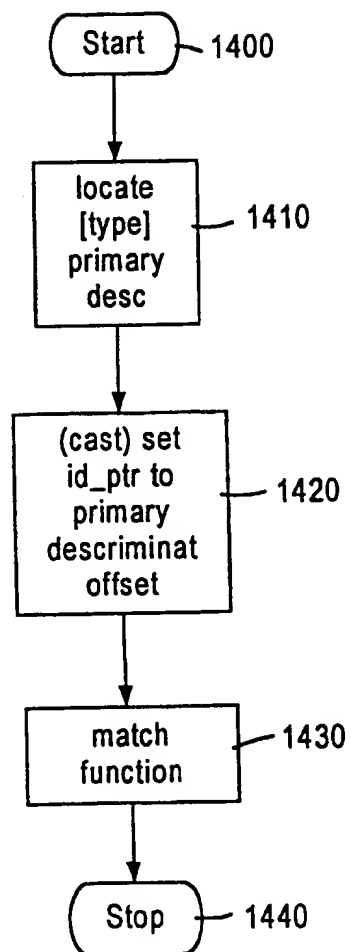 Start
1400
locate
[type]
primary
desc
1410
(cast) set
id_ptr to
primary
descriminat
offset
1420
match
function
1430
Stop
1440